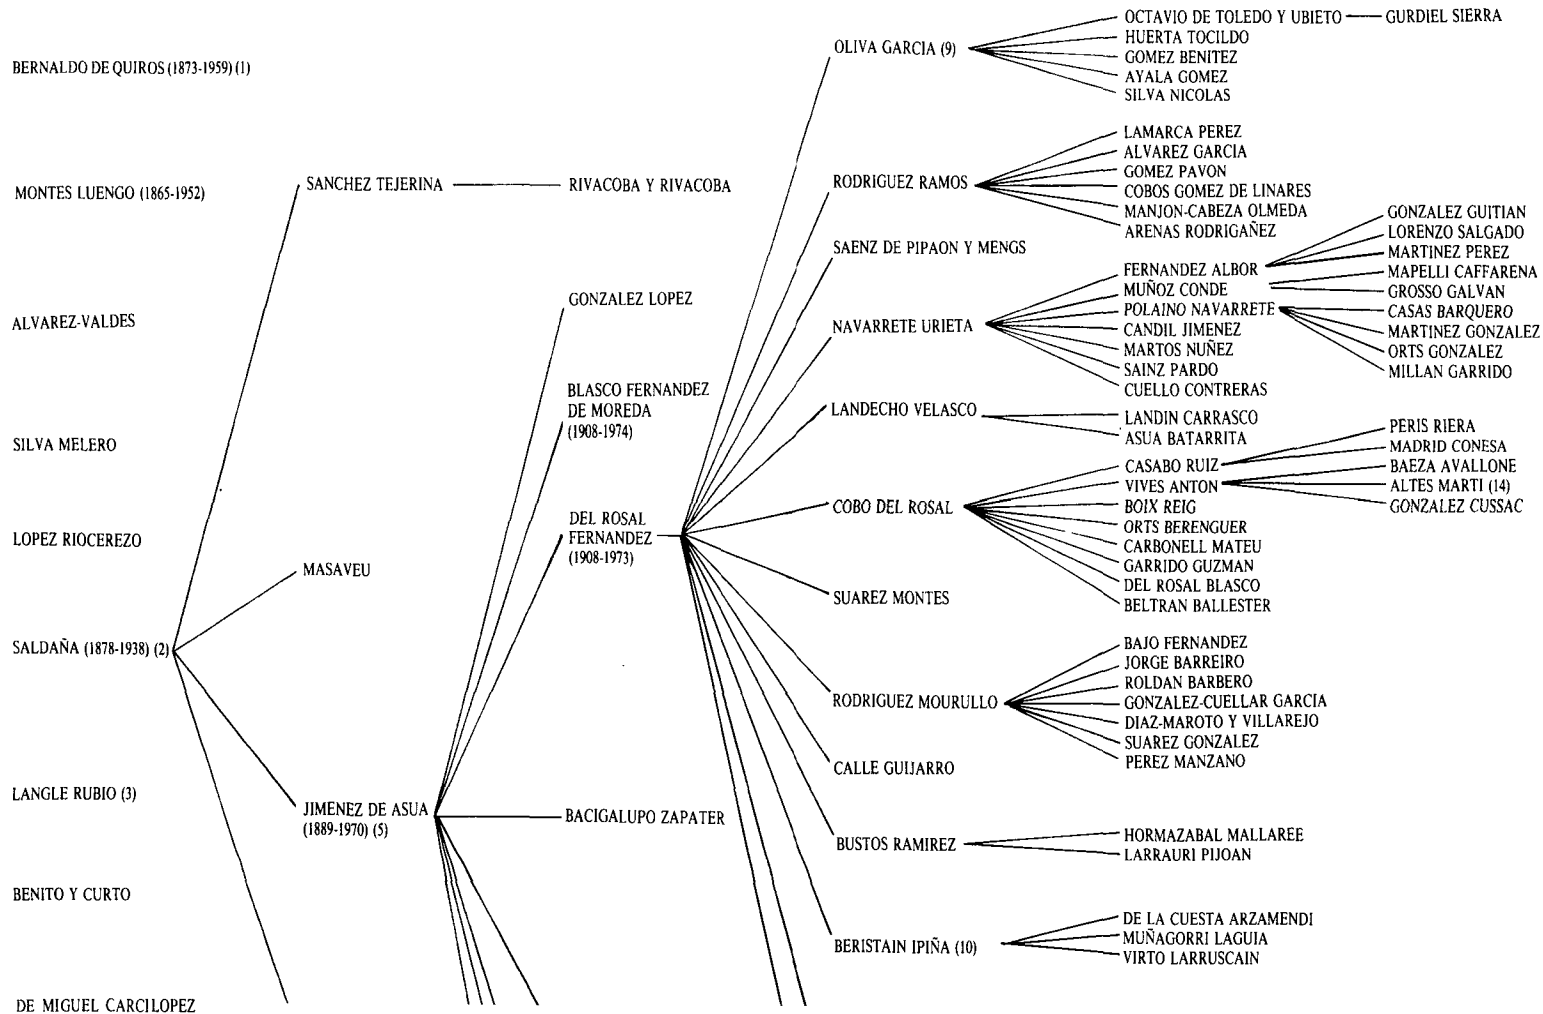 BERNALDO DE QUIROS (1873-1959) (1)
MONTES LUENGO (1865-1952)
ALVAREZ-VALDES
SILVA MELERO
LOPEZ RIOCEREZO
SALDAÑA (1878-1938) (2)
LANGLE RUBIO (3)
BENITO Y CURTO
DE MIGUEL CARCILOPEZ
SANCHEZ TEJERINA
MASAVEU
JIMENEZ DE ASUA
(1889-1970) (5)
RIVACOBA Y RIVACOBA
GONZALEZ LOPEZ
BLASCO FERNANDEZ
DE MOREDA
(1908-1974)
DEL ROSAL
FERNANDEZ
(1908-1973)
BACIGALUPO ZAPATER
OLIVA GARCIA (9)
RODRIGUEZ RAMOS
SAENZ DE PIPAON Y MENGS
NAVARRETE URIETA
LANDECHO VELASCO
COBO DEL ROSAL
SUAREZ MONTES
RODRIGUEZ MOURULLO
CALLE GUIJARRO
BUSTOS RAMIREZ
BERISTAIN IPIÑA (10)
OCTAVIO DE TOLEDO Y UBIETO
HUERTA TOCILDO
GOMEZ BENITEZ
AYALA GOMEZ
SILVA NICOLAS
LAMARCA PEREZ
ALVAREZ GARCIA
GOMEZ PAVON
COBOS GOMEZ DE LINARES
MANJON-CABEZA OLMEDA
ARENAS RODRIGAÑEZ
FERNANDEZ ALBOR
MUÑOZ CONDE
POLAINO NAVARRETE
CANDIL JIMENEZ
MARTOS NUÑEZ
SAINZ PARDO
CUELLO CONTRERAS
LANDIN CARRASCO
ASUA BATARRITA
CASABO RUIZ
VIVES ANTON
BOIX REIG
ORTS BERENGUER
CARBONELL MATEU
GARRIDO GUZMAN
DEL ROSAL BLASCO
BELTRAN BALLESTER
BAJO FERNANDEZ
JORGE BARREIRO
ROLDAN BARBERO
GONZALEZ-CUELLAR GARCIA
DIAZ-MAROTO Y VILLAREJO
SUAREZ GONZALEZ
PEREZ MANZANO
HORMAZABAL MALLAREE
LARRAURI PIJOAN
DE LA CUESTA ARZAMENDI
MUÑAGORRI LAGUIA
VIRTO LARRUSCAIN
GURDIEL SIERRA
GONZALEZ GUITIAN
LORENZO SALGADO
MARTINEZ PEREZ
MAPELLI CAFFARENA
GROSSO GALVAN
CASAS BARQUERO
MARTINEZ GONZALEZ
ORTS GONZALEZ
MILLAN GARRIDO
PERIS RIERA
MADRID CONESA
BAEZA AVALLONE
ALTES MARTI (14)
GONZALEZ CUSSAC